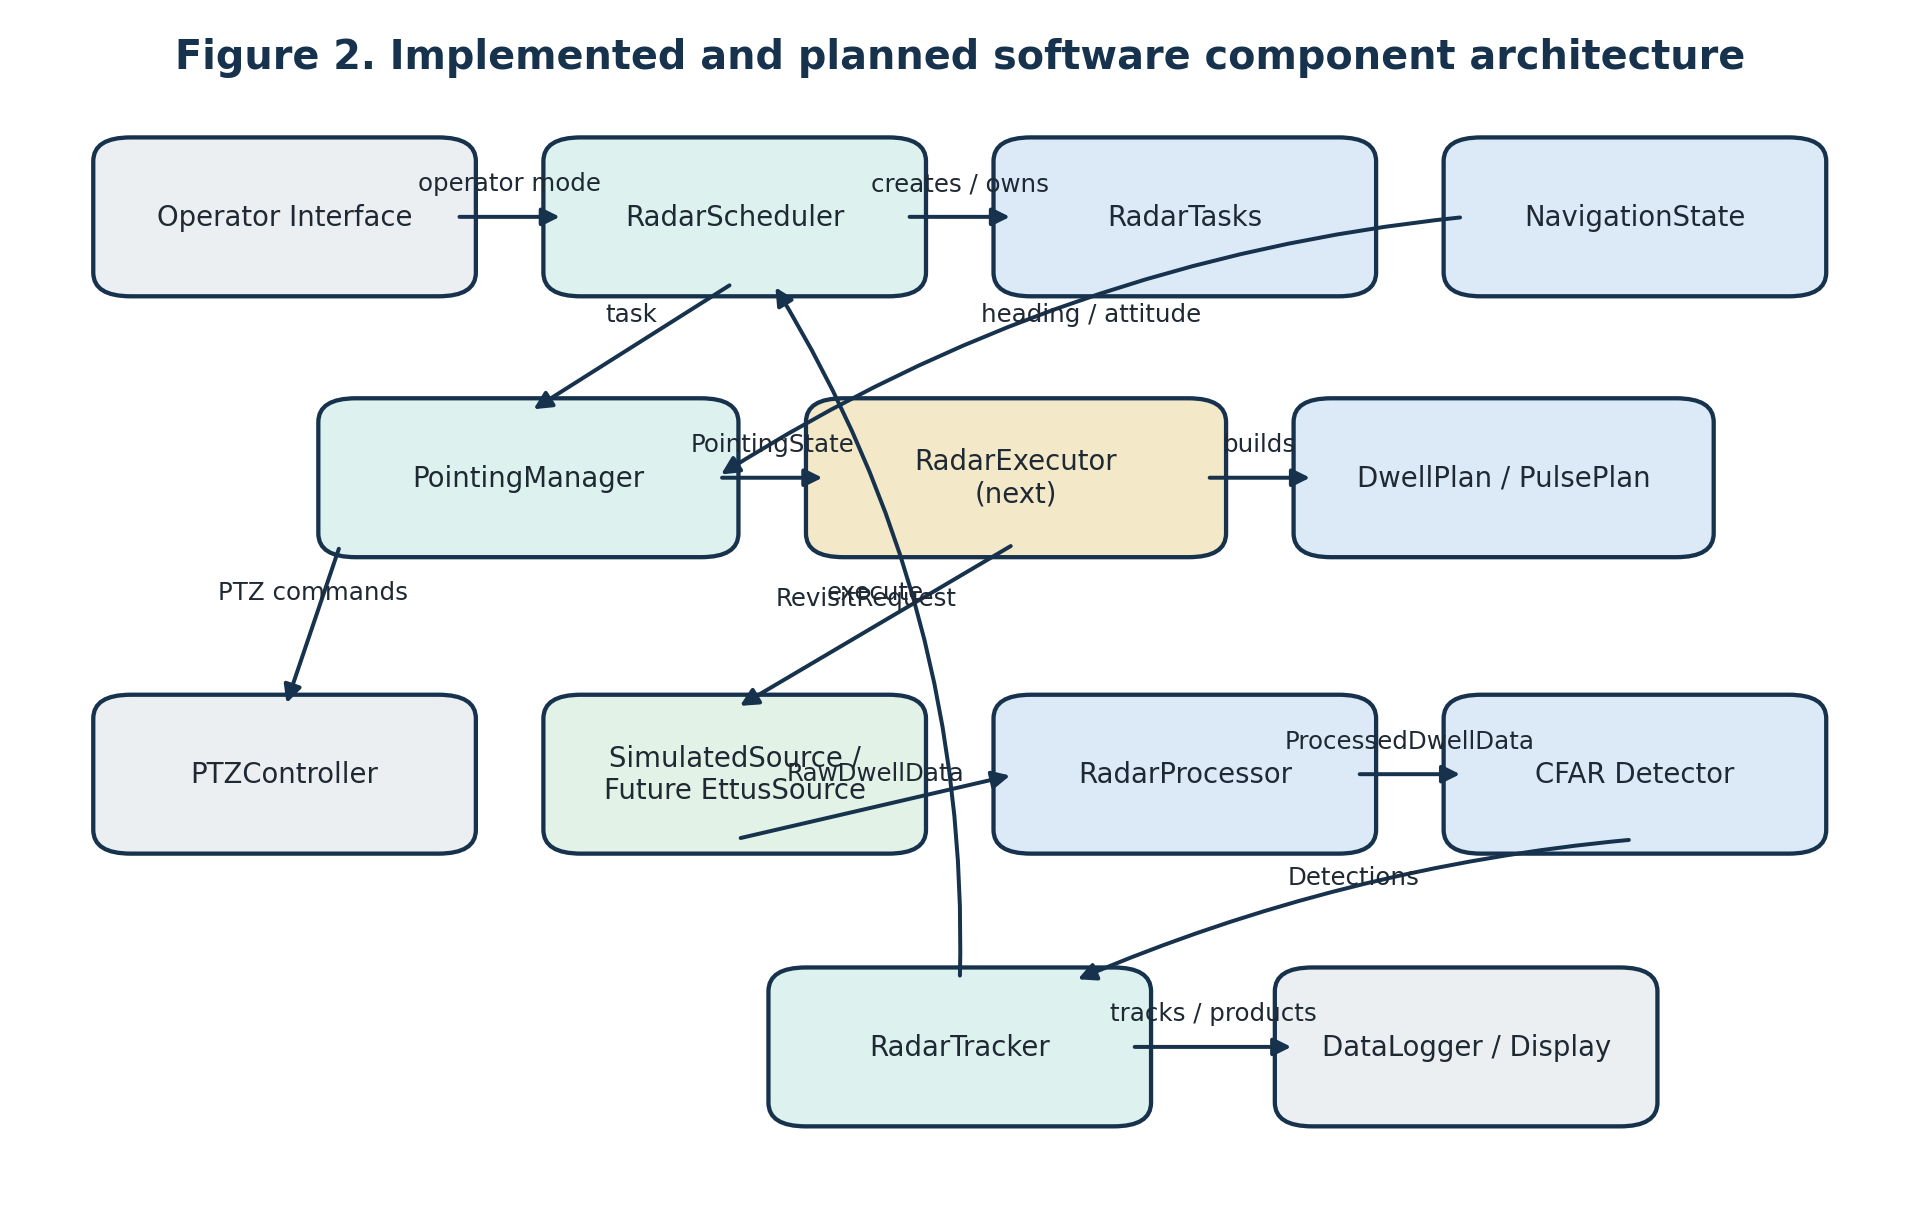 Figure 2. Implemented and planned software component architecture
operator mode
creates / owns
Operator Interface
RadarScheduler
RadarTasks
NavigationState
task
heading / attitude
PointingState
builds
PointingManager
RadarExecutor
(next)
DwellPlan / PulsePlan
PTZ commands
execute
RevisitRequest
ProcessedDwellData
PTZController
SimulatedSource /
Future EttusSource
RawDwellData
RadarProcessor
CFAR Detector
Detections
tracks / products
RadarTracker
DataLogger / Display